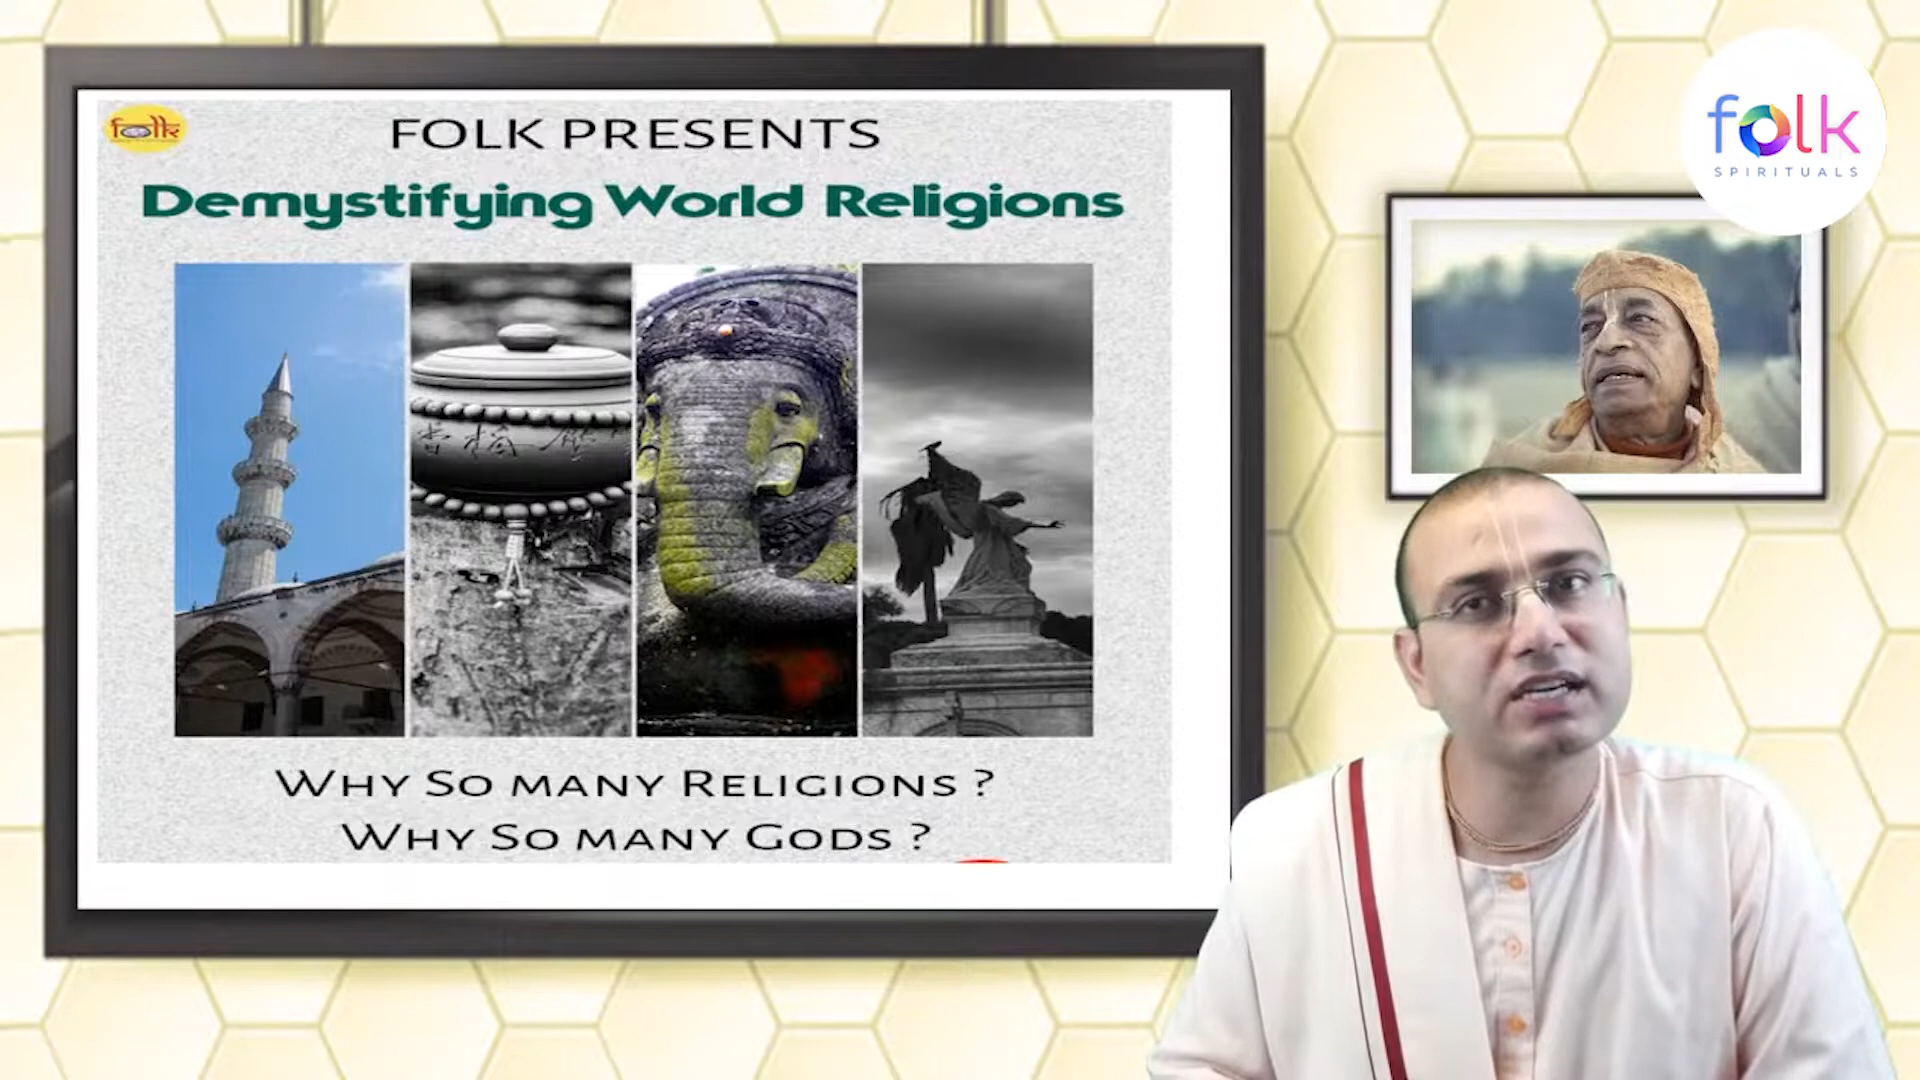 folk
FOLK PRESENTS
Demystifying World Religions
WHY SO MANY RELIGIONS ?
WHY SO MANY GODS ?
folk
SPIRITUALS